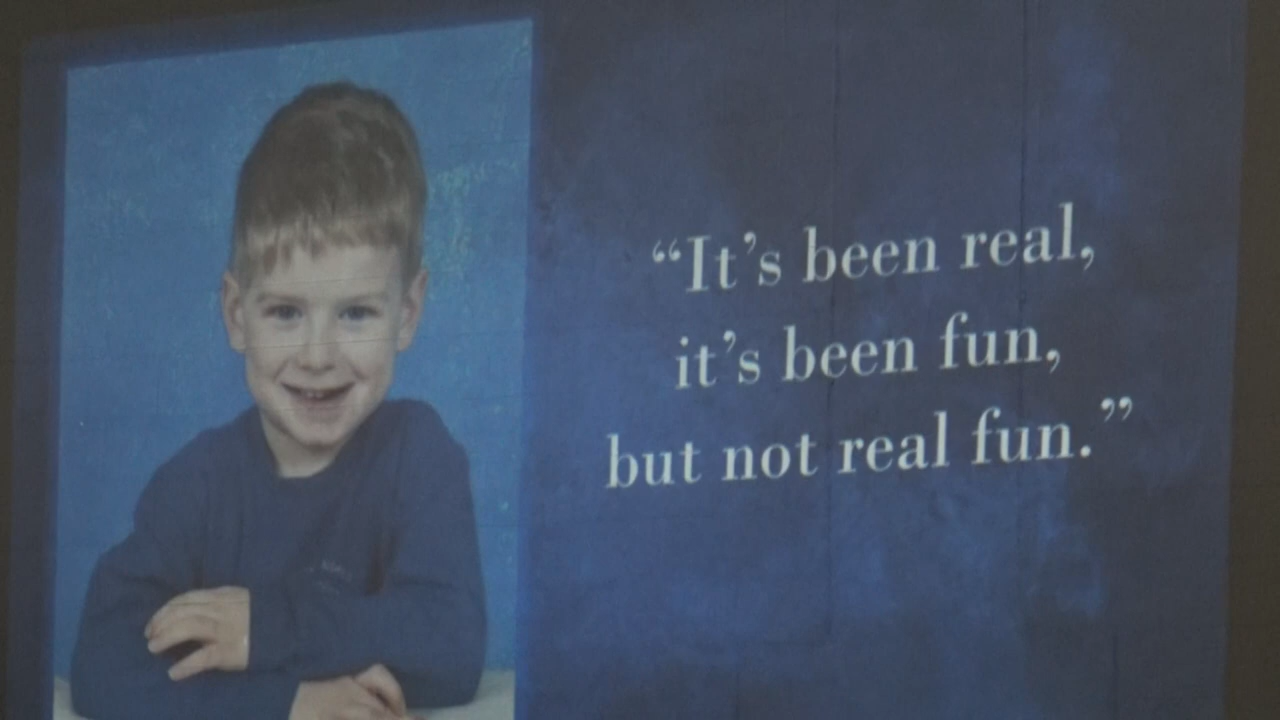 “It’s been real,
it’s been fun,
but not real fun.”